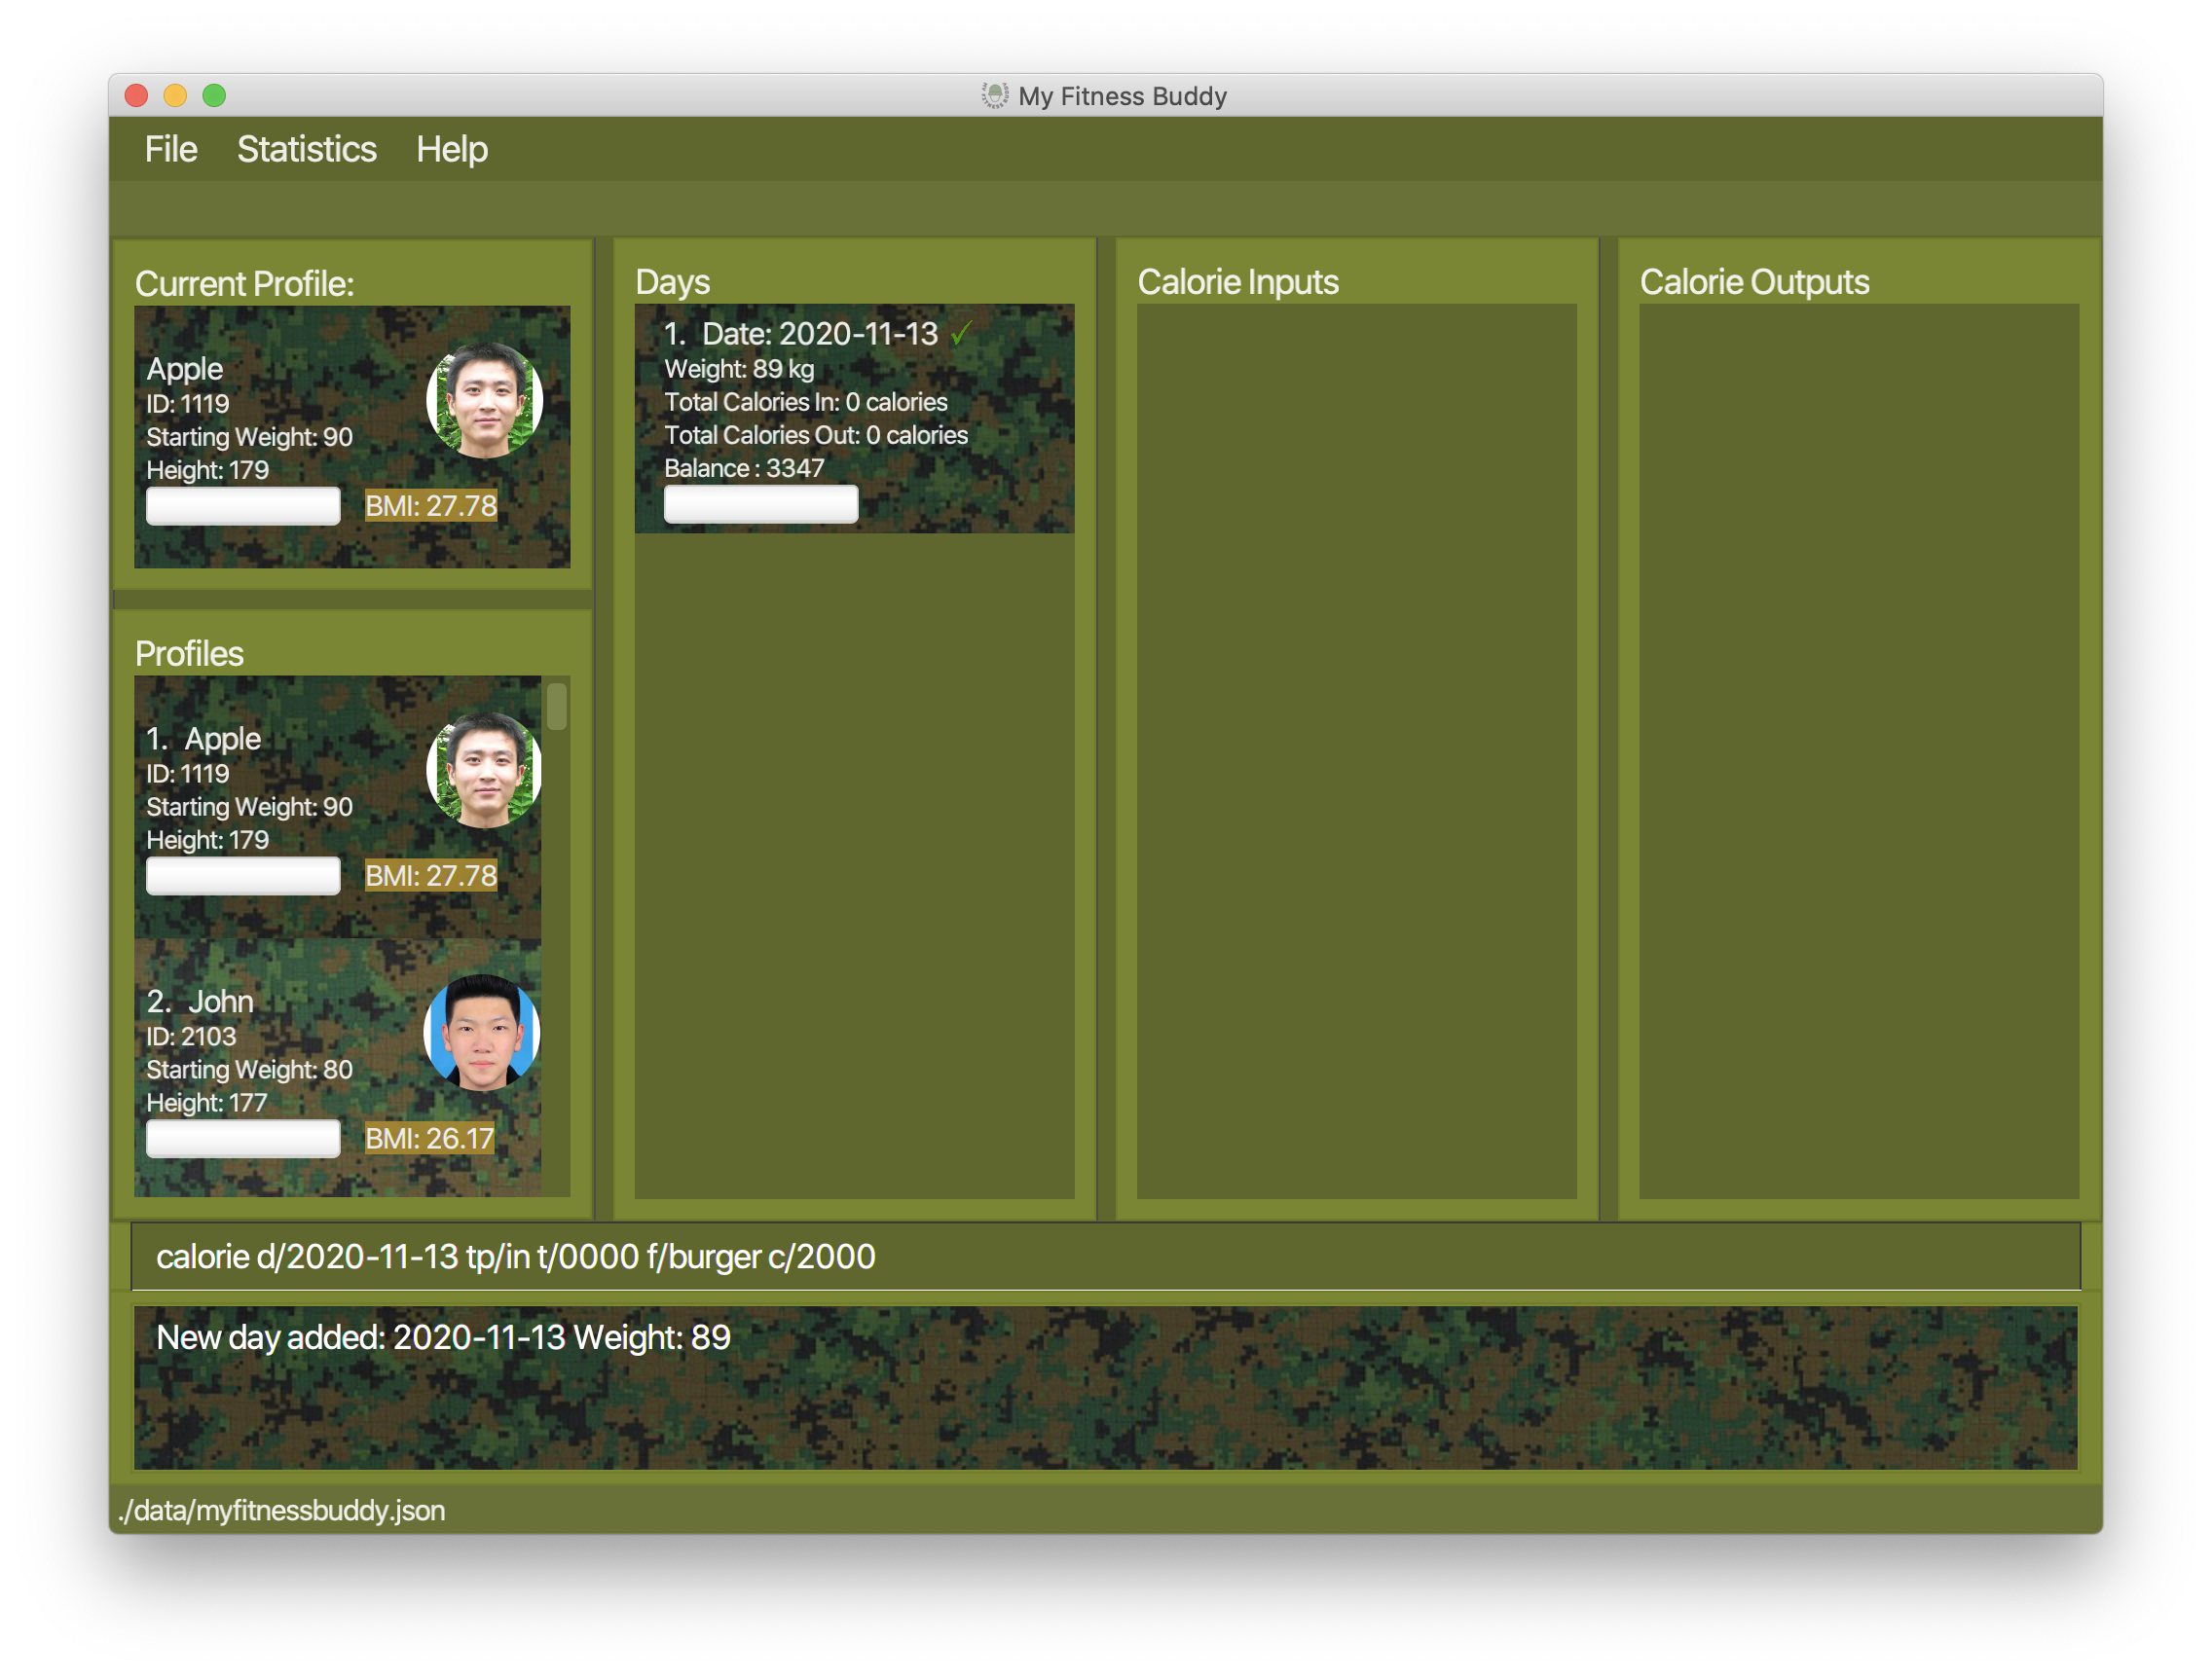 My Fitness Buddy
File Statistics Help
Current Profile:
Apple
ID: 1119
Starting Weight: 90
Height: 179
BMI: 27.78
Profiles
1. Apple
ID: 1119
Starting Weight: 90
Height: 179
BMI: 27.78
2. John
ID: 2103
Starting Weight: 80
Height: 177
BMI: 26.17
Days
1. Date: 2020-11-13 ✓
Weight: 89 kg
Total Calories In: 0 calories
Total Calories Out: 0 calories
Balance : 3347
Calorie Inputs
Calorie Outputs
calorie d/2020-11-13 tp/in t/0000 f/burger c/2000
New day added: 2020-11-13 Weight: 89
./data/myfitnessbuddy.json